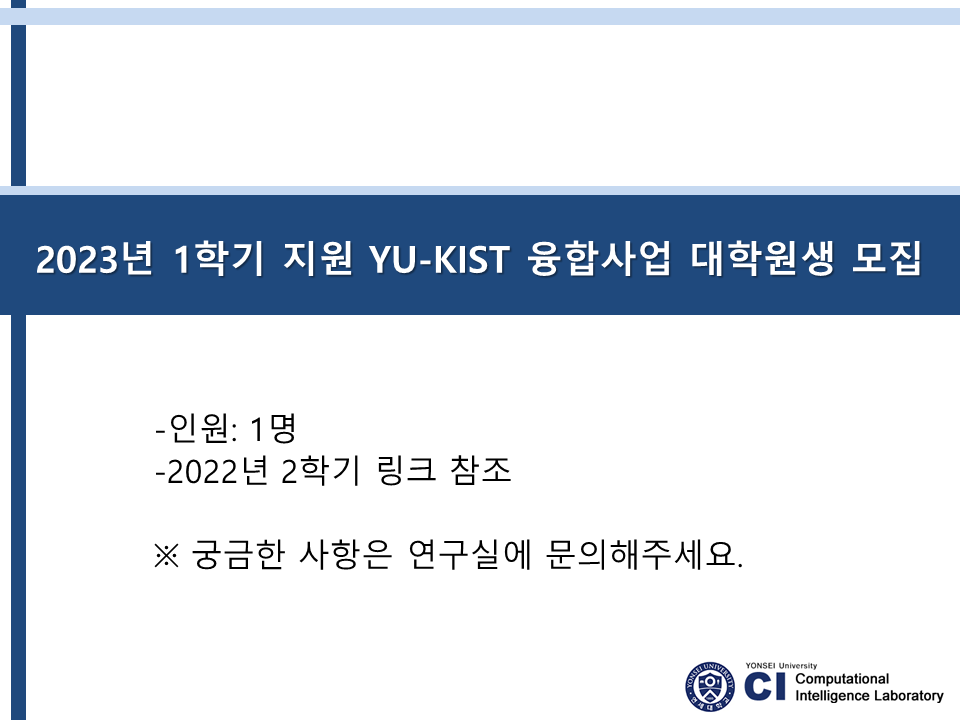 2023년 1학기 지원 YU-KIST 융합사업 대학원생 모집
-인원: 1명
-2022년 2학기 링크 참조
※ 궁금한 사항은 연구실에 문의해주세요.
YONSEI UNIVERSITY
연세대학교
YONSEI University
CI Computational
Intelligence Laboratory